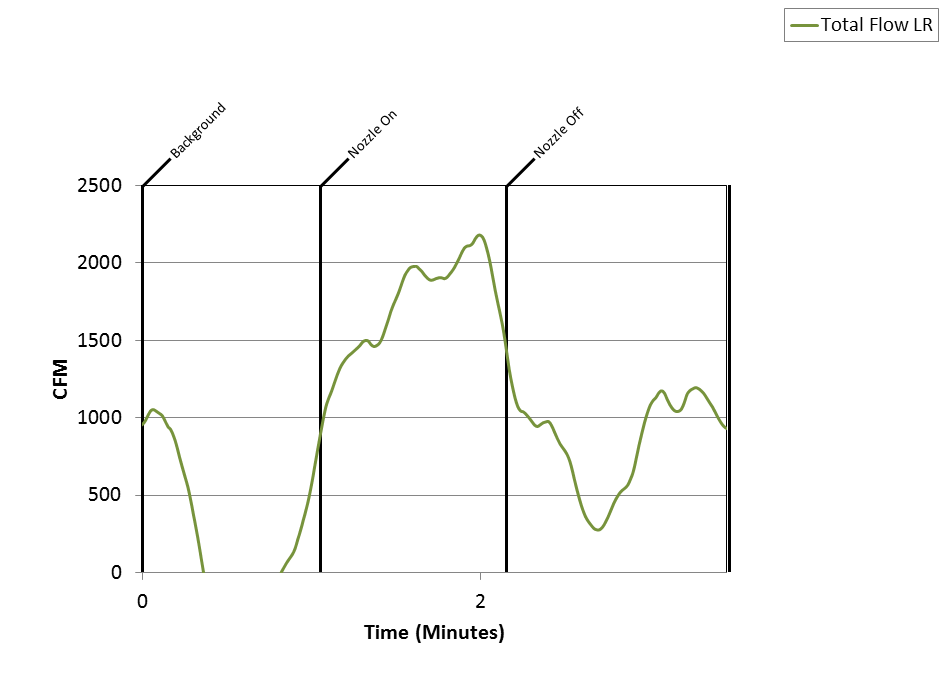 Total Flow LR
Background
Nozzle On
Nozzle Off
2500
2000
1500
1000
500
0
CFM
0
2
Time (Minutes)